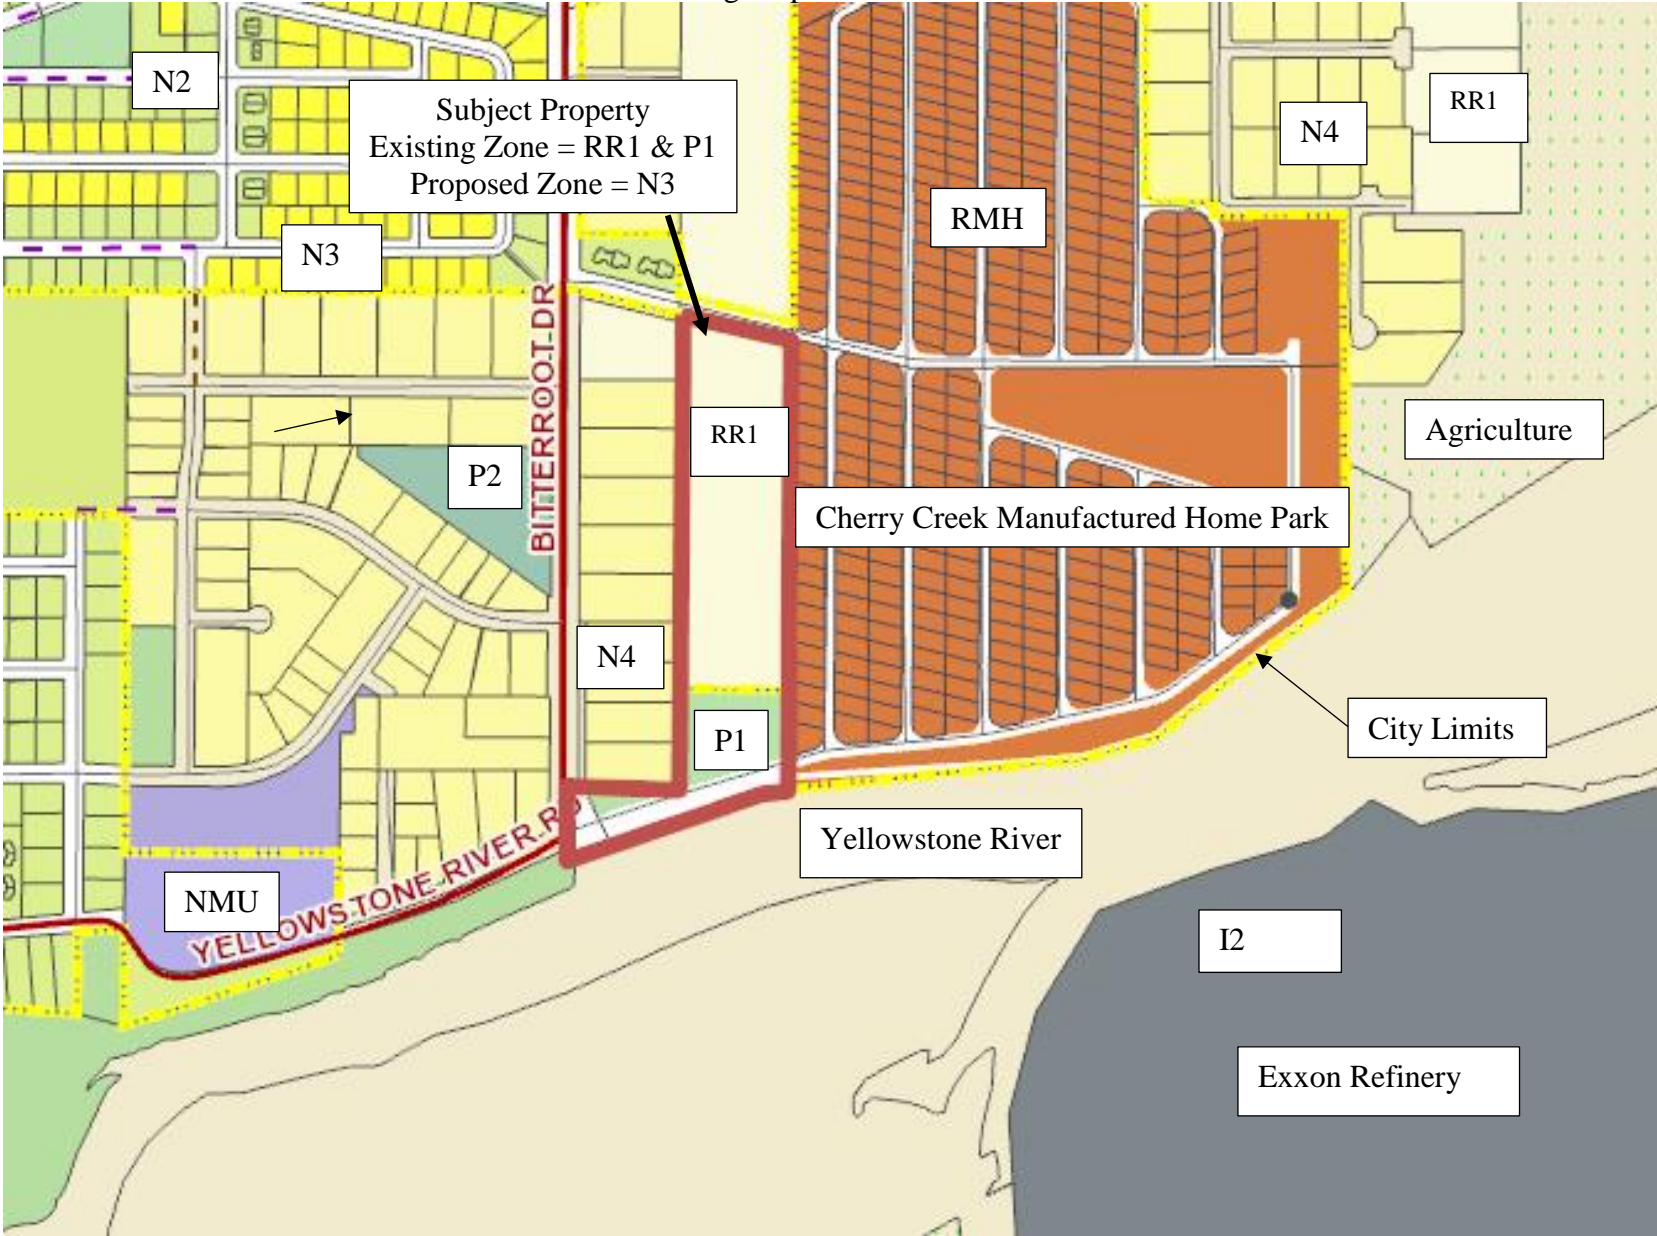 N2
Subject Property
Existing Zone = RR1 & P1
Proposed Zone = N3
RR1
N4
RMH
N3
BITTERROOT DR
RR1
Agriculture
P2
Cherry Creek Manufactured Home Park
N4
P1
City Limits
Yellowstone River
YELLOWSTONE RIVER RD
NMU
I2
Exxon Refinery